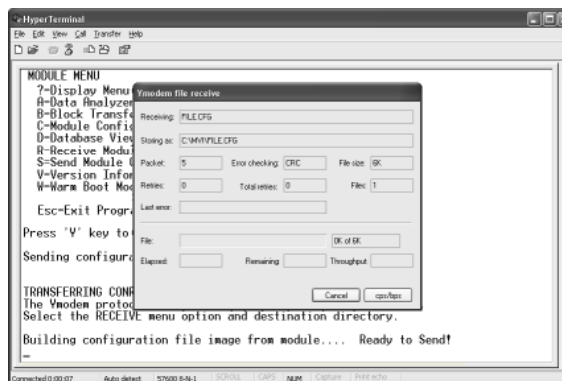 HyperTerminal
File Edit View Call Transfer Help
MODULE MENU
?=Display Menu
A=Data Analyzer
B=Block Transfe
C=Module Config
D=Database View
R=Receive Modul
S=Send Module C
V=Version Infor
W=Warm Boot Mod
Esc=Exit Progra
Press 'Y' key to
Sending configura
TRANSFERRING CONF
The Ymodem protoc
Select the RECEIVE menu option and destination directory.
Building configuration file image from module.... Ready to Send!
Ymodem file receive
Receiving: FILE.CFG
Storing as: C:\MVI\FILE.CFG
Packet: 5 Error checking: CRC File size: 6K
Retries: 0 Total retries: 0 Files: 1
Last error:
File: 0K of 6K
Elapsed: Remaining: Throughput:
Cancel cps/bps
Connected 0:00:07 Auto detect 57600 8-N-1 SCROLL CAPS NUM Capture Print echo